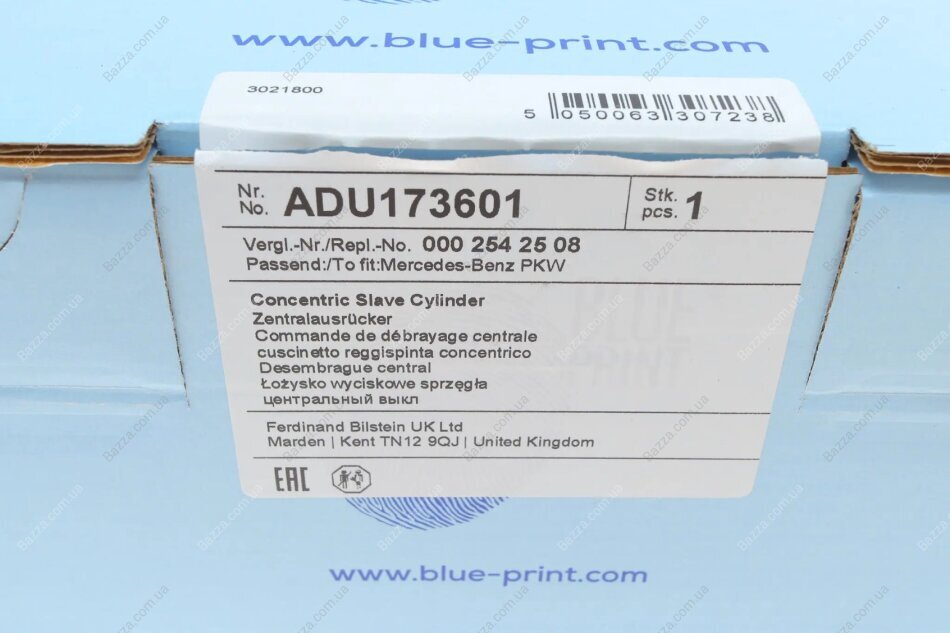 www.blue-print.com
3021800
5 050063 307238
Nr.
No. ADU173601
Stk.
pcs. 1
Vergl.-Nr./Repl.-No. 000 254 25 08
Passend:/To fit:Mercedes-Benz PKW
Concentric Slave Cylinder
Zentralausrücker
Commande de débrayage centrale
cuscinetto reggispinta concentrico
Desembrague central
Łożysko wyciskowe sprzęgła
центральный выкл
Ferdinand Bilstein UK Ltd
Marden | Kent TN12 9QJ | United Kingdom
EAC
www.blue-print.com
Bazza.com.ua